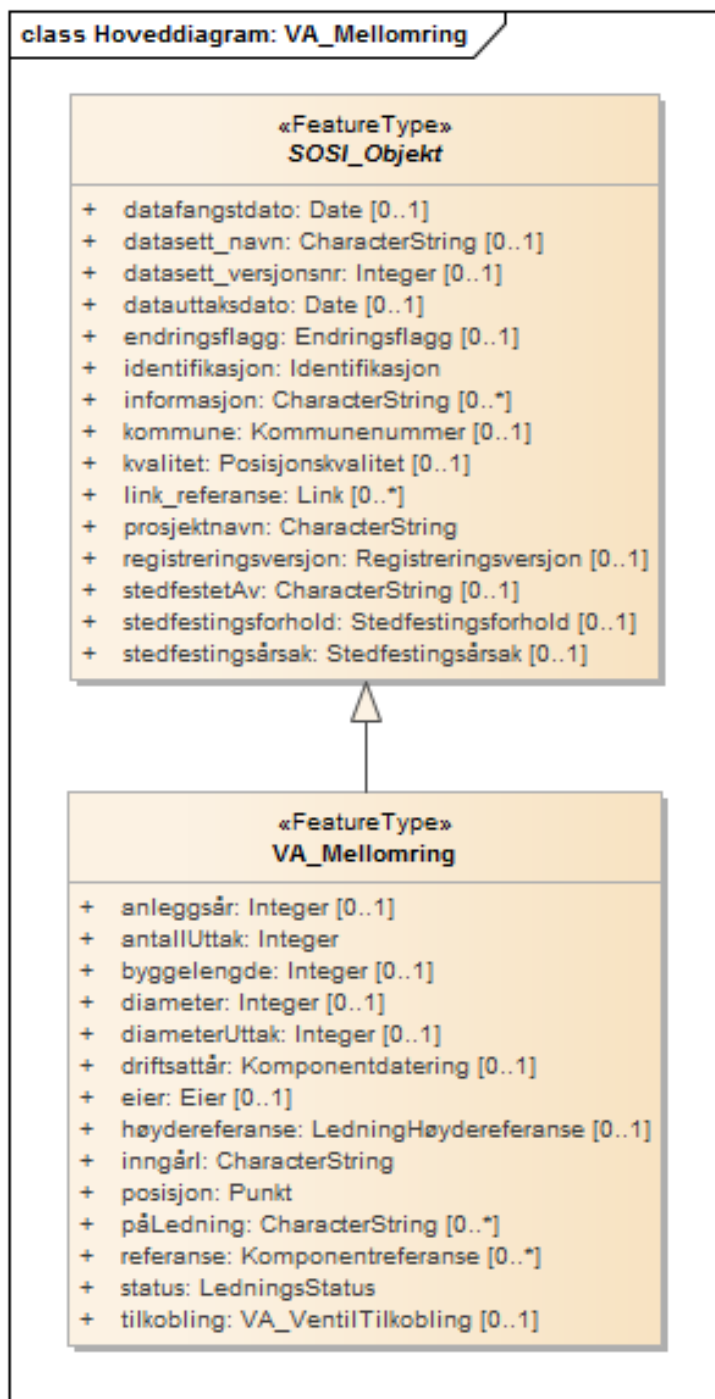 class Hoveddiagram: VA_Mellomring
«FeatureType»
SOSI_Objekt
+ datafangstdato: Date [0..1]
+ datasett_navn: CharacterString [0..1]
+ datasett_versjonsnr: Integer [0..1]
+ datauttaksdato: Date [0..1]
+ endringsflagg: Endringsflagg [0..1]
+ identifikasjon: Identifikasjon
+ informasjon: CharacterString [0..*]
+ kommune: Kommunenummer [0..1]
+ kvalitet: Posisjonskvalitet [0..1]
+ link_referanse: Link [0..*]
+ prosjektnavn: CharacterString
+ registreringsversjon: Registreringsversjon [0..1]
+ stedfestetAv: CharacterString [0..1]
+ stedfestingsforhold: Stedfestingsforhold [0..1]
+ stedfestingsårsak: Stedfestingsårsak [0..1]
«FeatureType»
VA_Mellomring
+ anleggsår: Integer [0..1]
+ antallUttak: Integer
+ byggelengde: Integer [0..1]
+ diameter: Integer [0..1]
+ diameterUttak: Integer [0..1]
+ driftsattår: Komponentdatering [0..1]
+ eier: Eier [0..1]
+ høydereferanse: LedningHøydereferanse [0..1]
+ inngårI: CharacterString
+ posisjon: Punkt
+ påLedning: CharacterString [0..*]
+ referanse: Komponentreferanse [0..*]
+ status: LedningsStatus
+ tilkobling: VA_VentilTilkobling [0..1]